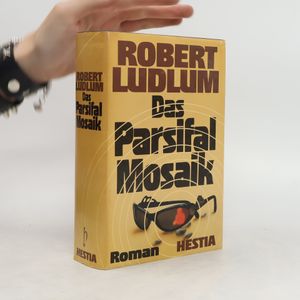 ROBERT
LUDLUM
Das
Parsifal
Mosaik
Roman
HESTIA
ROBERT
LUDLUM
Das
Parsifal
Mosaik
h
HESTIA